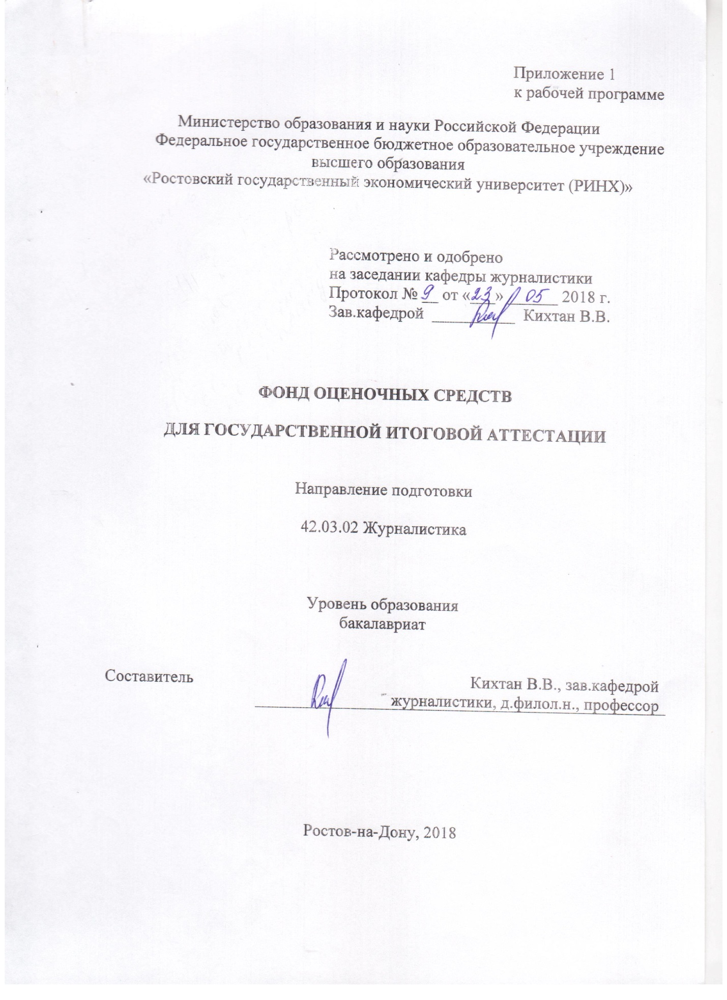 Приложение 1
к рабочей программе
Министерство образования и науки Российской Федерации
Федеральное государственное бюджетное образовательное учреждение
высшего образования
«Ростовский государственный экономический университет (РИНХ)»
Рассмотрено и одобрено
на заседании кафедры журналистики
Протокол № 9 от «23» 05 2018 г.
Зав.кафедрой Кихтан В.В.
ФОНД ОЦЕНОЧНЫХ СРЕДСТВ
ДЛЯ ГОСУДАРСТВЕННОЙ ИТОГОВОЙ АТТЕСТАЦИИ
Направление подготовки
42.03.02 Журналистика
Уровень образования
бакалавриат
Составитель
Кихтан В.В., зав.кафедрой
журналистики, д.филол.н., профессор
Ростов-на-Дону, 2018